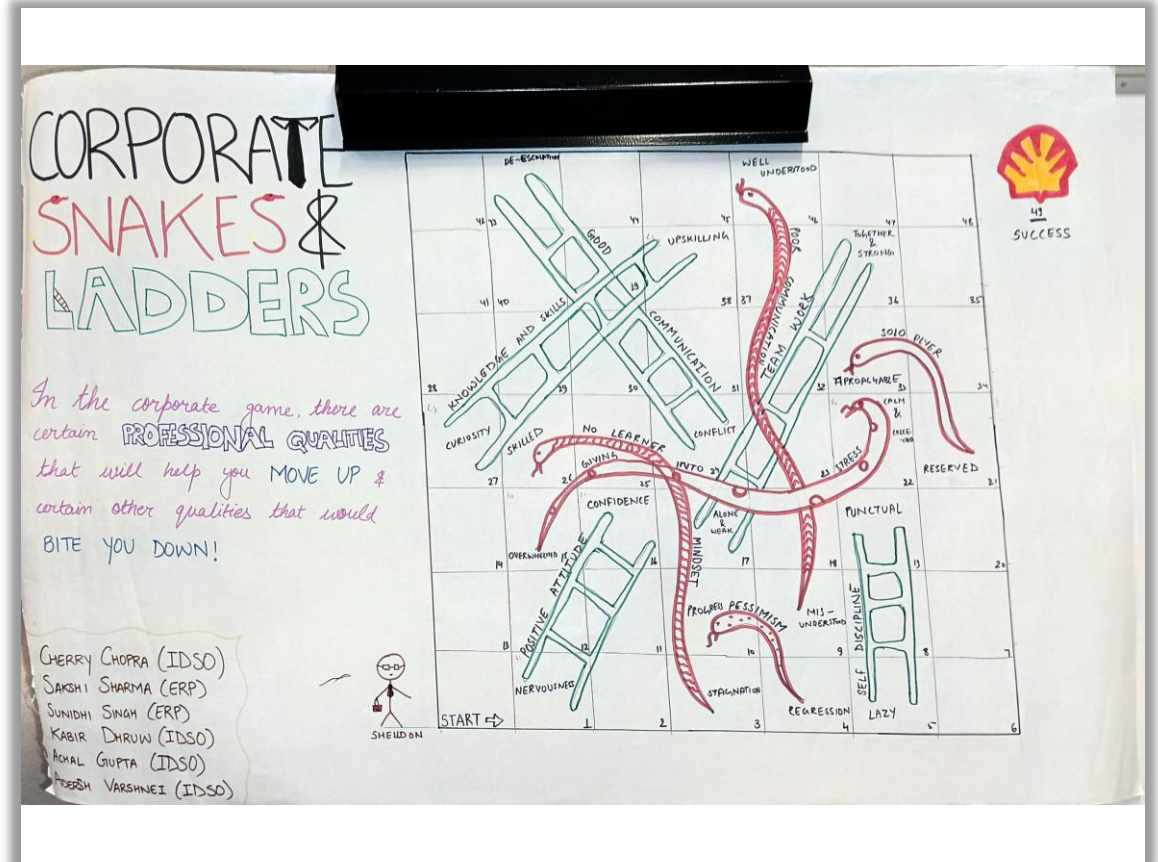 CORPORATE
SNAKES &
LADDERS
In the corporate game, there are
certain PROFESSIONAL QUALITIES
that will help you MOVE UP &
certain other qualities that would
BITE YOU DOWN!
CHERRY CHOPRA (IDSO)
SAKSHI SHARMA (ERP)
SUNIDHI SINGH (ERP)
KABIR DHRUW (IDSO)
ACHAL GUPTA (IDSO)
ADERSH VARSHNEI (IDSO)
SHELLDON
49
SUCCESS
DE-ESCALATION
WELL
UNDERSTOOD
43 44 45 46 47 48
GOOD
COMMUNICATION
CONFLICT
UPSKILLING
KNOWLEDGE AND SKILLS
CURIOSITY
POOR
COMMUNICATION
MIS-
UNDERSTOOD
TOGETHER
&
STRONG
TEAM WORK
ALONE
&
WEAK
41 40 39 38 37 36 35
SOLO PLYER
APROACHABLE
RESERVED
28 29 30 31 32 33 34
CALM
&
STRESS
GIVING INTO
OVERWHELMED
SKILLED
NO LEARNER
MINDSET
STAGNATION
27 26 25 24 23 22 21
CONFIDENCE
POSITIVE ATTITUDE
NERVOUSNESS
PUNCTUAL
SELF DISCIPLINE
LAZY
14 15 16 17 18 19 20
PROGRESS PESSIMISM
REGRESSION
13 12 11 10 9 8 7
START
1 2 3 4 5 6